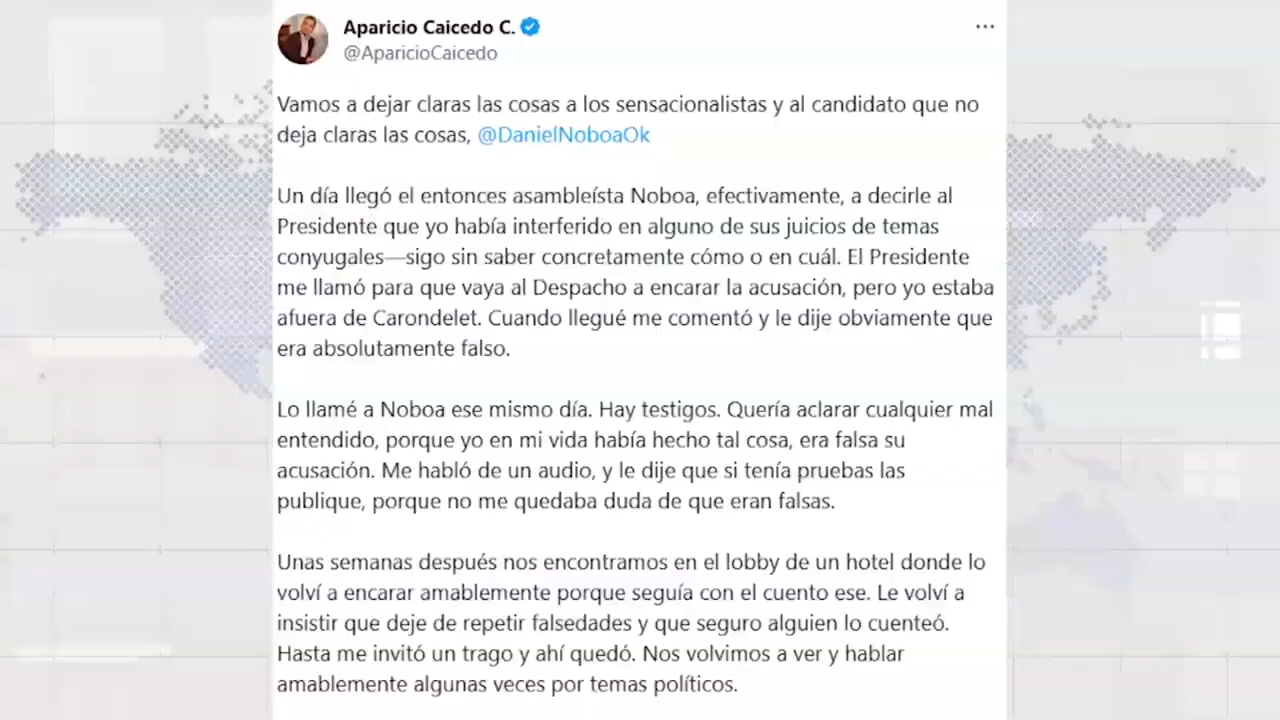 Aparicio Caicedo C.
@AparicioCaicedo
Vamos a dejar claras las cosas a los sensacionalistas y al candidato que no
deja claras las cosas, @DanielNoboaOk
Un día llegó el entonces asambleísta Noboa, efectivamente, a decirle al
Presidente que yo había interferido en alguno de sus juicios de temas
conyugales—sigo sin saber concretamente cómo o en cuál. El Presidente
me llamó para que vaya al Despacho a encarar la acusación, pero yo estaba
afuera de Carondelet. Cuando llegué me comentó y le dije obviamente que
era absolutamente falso.
Lo llamé a Noboa ese mismo día. Hay testigos. Quería aclarar cualquier mal
entendido, porque yo en mi vida había hecho tal cosa, era falsa su
acusación. Me habló de un audio, y le dije que si tenía pruebas las
publique, porque no me quedaba duda de que eran falsas.
Unas semanas después nos encontramos en el lobby de un hotel donde lo
volví a encarar amablemente porque seguía con el cuento ese. Le volví a
insistir que deje de repetir falsedades y que seguro alguien lo cuenteó.
Hasta me invitó un trago y ahí quedó. Nos volvimos a ver y hablar
amablemente algunas veces por temas políticos.